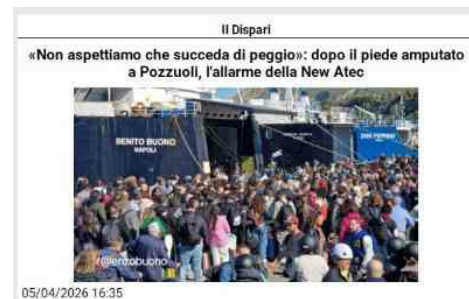 Il Dispari
«Non aspettiamo che succeda di peggio»: dopo il piede amputato
a Pozzuoli, l'allarme della New Atec
BENITO BUONO
NAPOLI
@enzobuono
05/04/2026 16:35